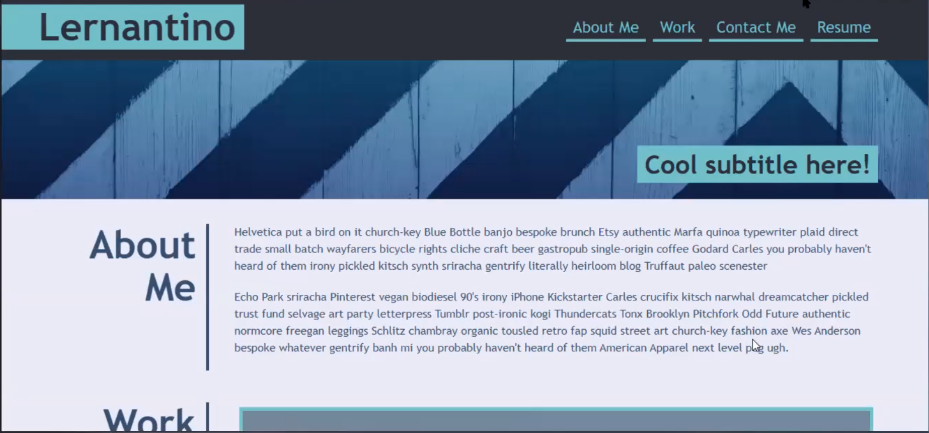 Lernantino
About Me Work Contact Me Resume
Cool subtitle here!
About
Me
Helvetica put a bird on it church-key Blue Bottle banjo bespoke brunch Etsy authentic Marfa quinoa typewriter plaid direct
trade small batch wayfarers bicycle rights cliche craft beer gastropub single-origin coffee Godard Carles you probably haven't
heard of them irony pickled kitsch synth sriracha gentrify literally heirloom blog Truffaut paleo scenester
Echo Park sriracha Pinterest vegan biodiesel 90's irony iPhone Kickstarter Carles crucifix kitsch narwhal dreamcatcher pickled
trust fund selvage art party letterpress Tumblr post-ironic kogi Thundercats Tonx Brooklyn Pitchfork Odd Future authentic
normcore freegan leggings Schlitz chambray organic tousled retro fap squid street art church-key fashion axe Wes Anderson
bespoke whatever gentrify banh mi you probably haven't heard of them American Apparel next level pug ugh.
Work